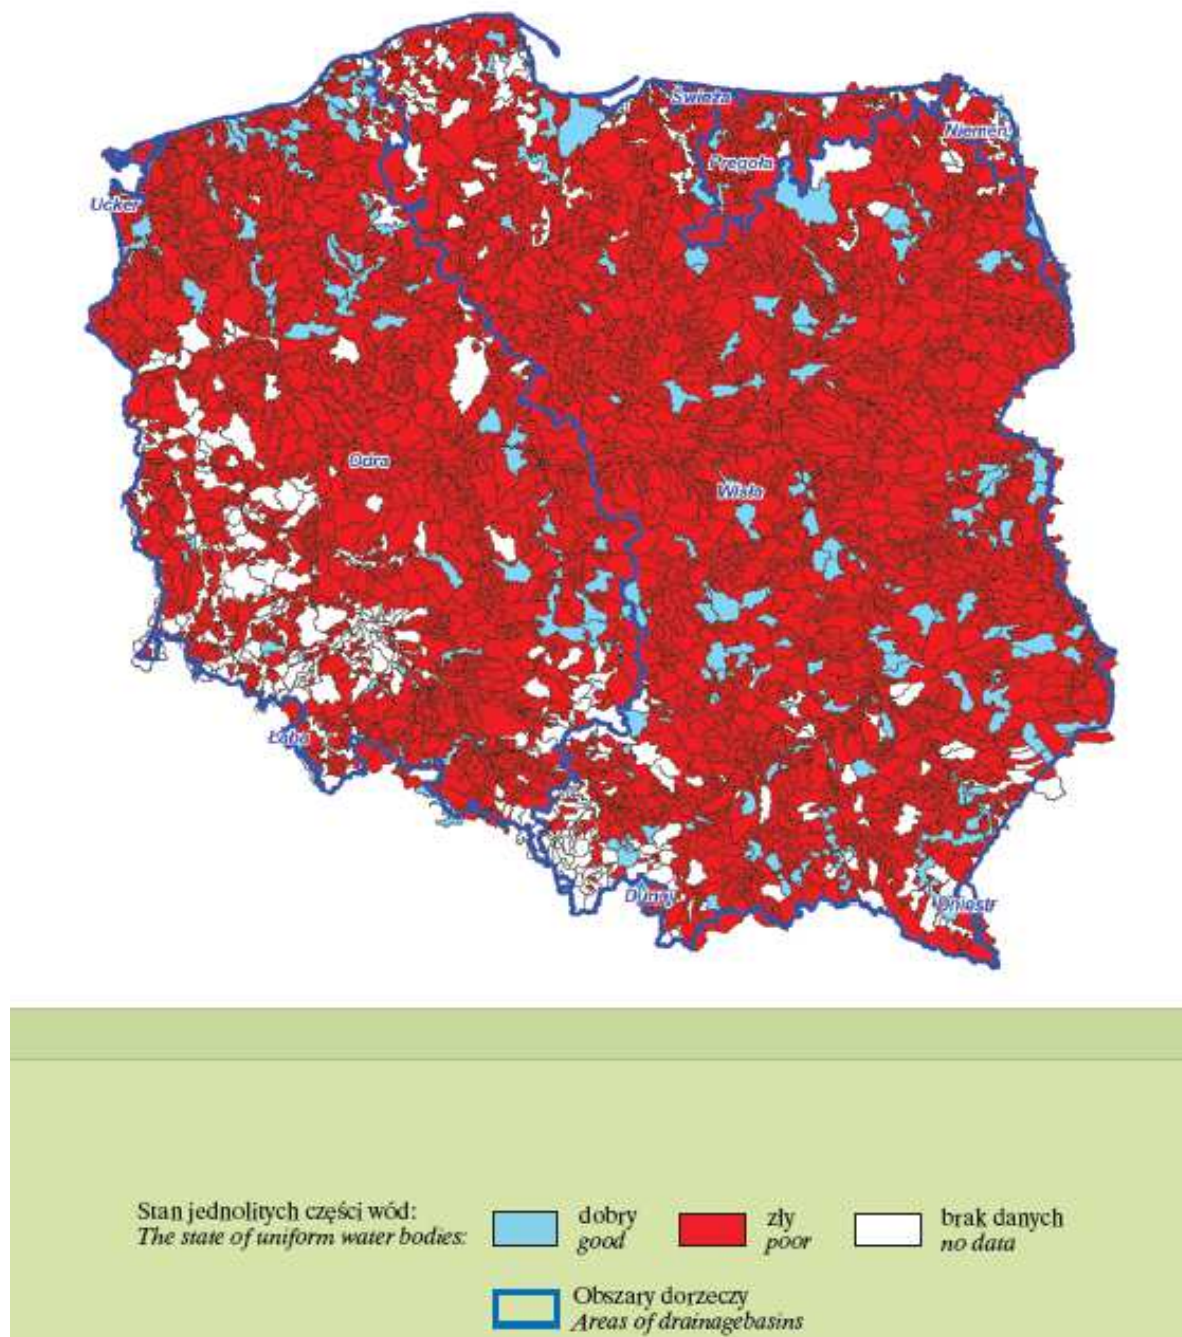 Świeża
Niemen
Pregoła
Ucker
Odra
Wisła
Łaba
Dunaj
Dniestr
Stan jednolitych części wód:
The state of uniform water bodies:
dobry
good
zły
poor
brak danych
no data
Obszary dorzeczy
Areas of drainagebasins